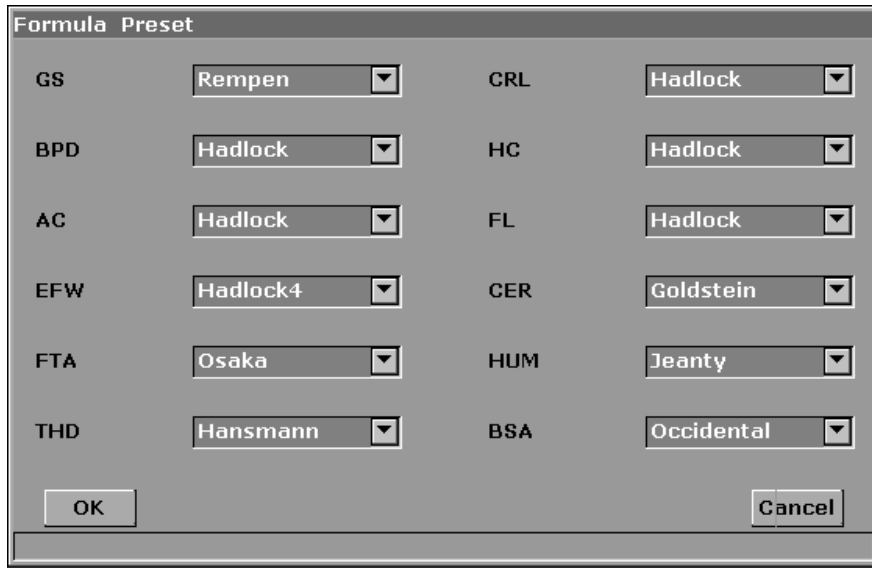 Formula Preset
GS Rempen CRL Hadlock
BPD Hadlock HC Hadlock
AC Hadlock FL Hadlock
EFW Hadlock4 CER Goldstein
FTA Osaka HUM Jeanty
THD Hansmann BSA Occidental
OK Cancel